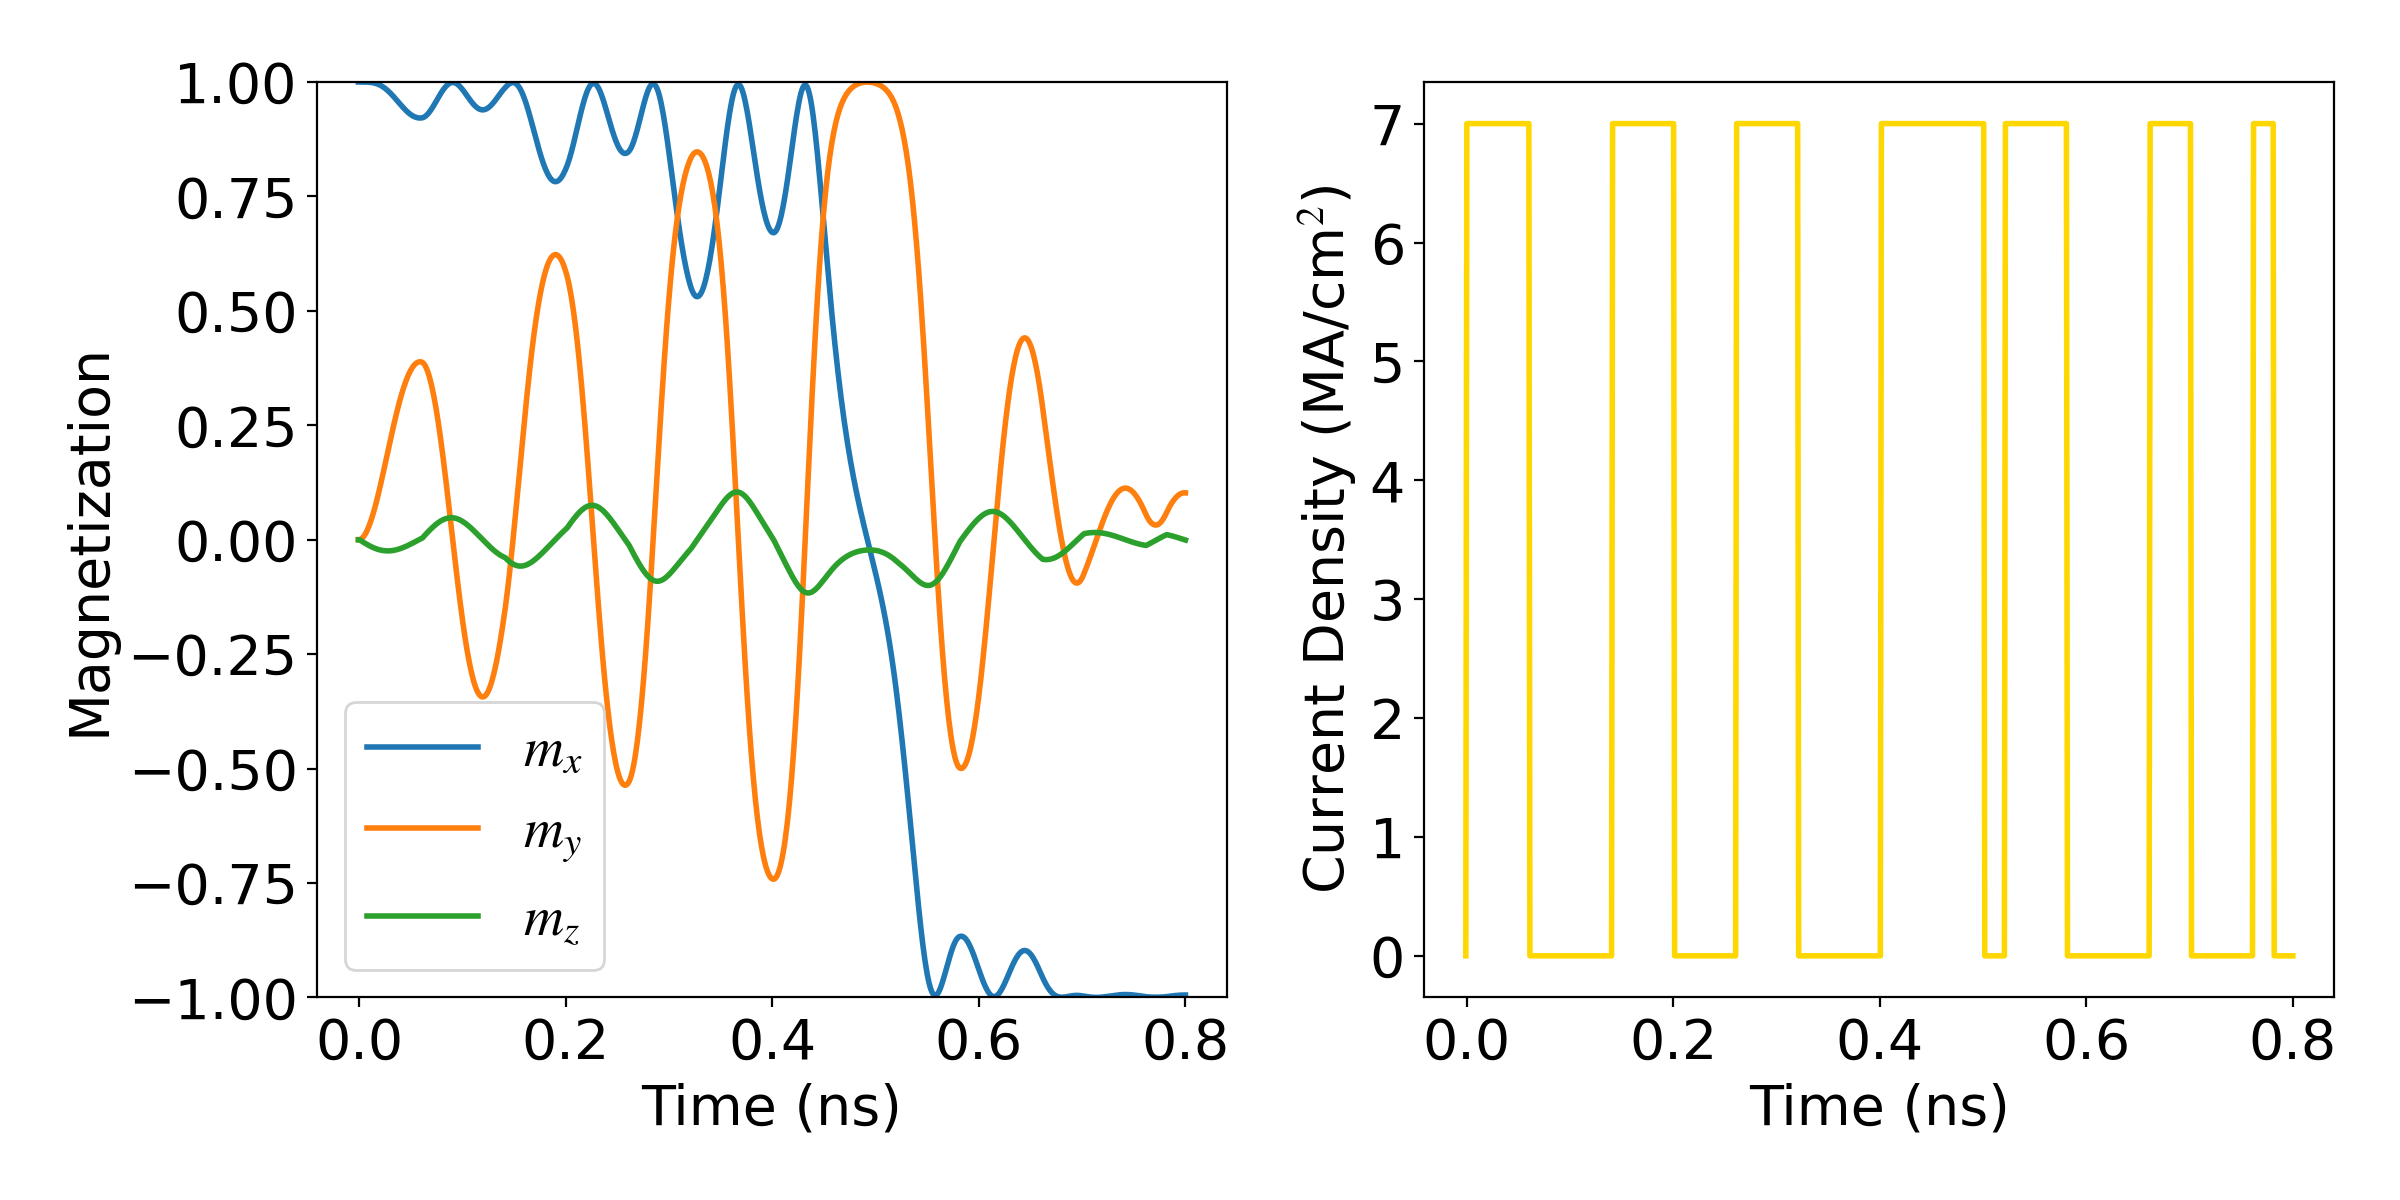 Magnetization
1.00
0.75
0.50
0.25
0.00
−0.25
−0.50
−0.75
−1.00
m_x
m_y
m_z
0.0 0.2 0.4 0.6 0.8
Time (ns)
Current Density (MA/cm²)
7
6
5
4
3
2
1
0
0.0 0.2 0.4 0.6 0.8
Time (ns)